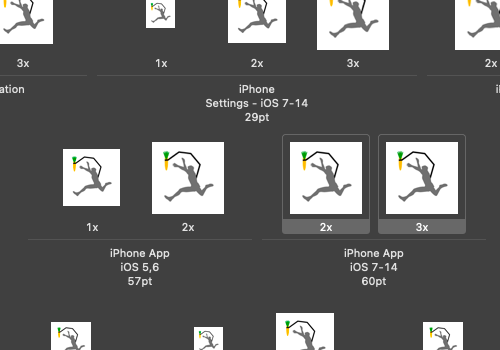 3x 1x 2x 3x 2x
ation iPhone
Settings - iOS 7-14
29pt
1x 2x 2x 3x
iPhone App iPhone App
iOS 5,6 iOS 7-14
57pt 60pt